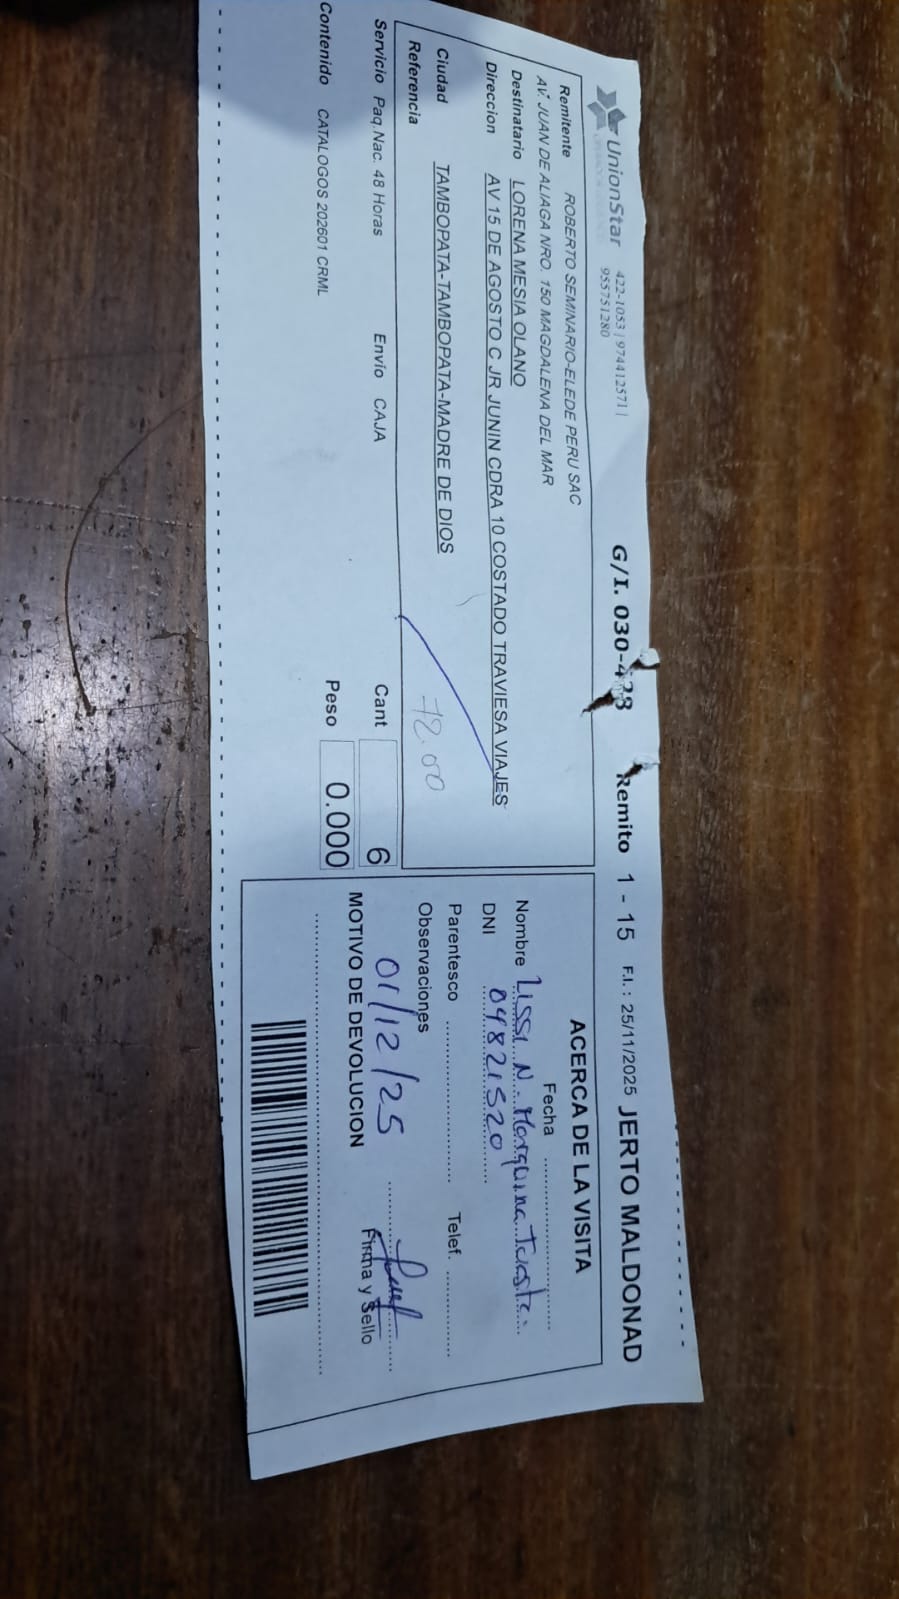 UnionStar 422-1053 | 974412571 |
955751280
G/I. 030-428 Remito 1 - 15 F.I. : 25/11/2025 JERTO MALDONAD
Remitente ROBERTO SEMINARIO-ELEDE PERU SAC
AV. JUAN DE ALIAGA NRO. 150 MAGDALENA DEL MAR
Destinatario LORENA MESIA OLANO
Direccion AV 15 DE AGOSTO C JR JUNIN CDRA 10 COSTADO TRAVIESA VIAJES
Ciudad TAMBOPATA-TAMBOPATA-MADRE DE DIOS
Referencia
72.00
Servicio Paq.Nac. 48 Horas Envio CAJA Cant 6
Contenido CATALOGOS 202601 CRML Peso 0.000
ACERCA DE LA VISITA
Fecha
Nombre Lissi N.
DNI 04821520
Parentesco Telef.
Observaciones
01/12/25
Firma y Sello
MOTIVO DE DEVOLUCION